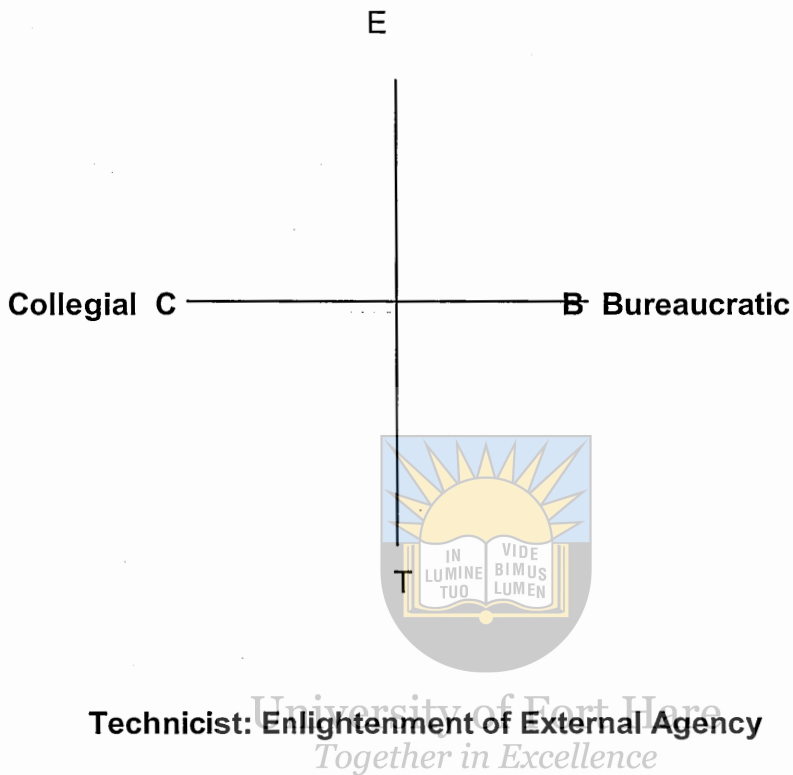 E
Collegial C B Bureaucratic
IN
LUMINE
TUO
VIDE
BIMUS
LUMEN
T
University of Fort Hare
Technicist: Enlightenment of External Agency
Together in Excellence